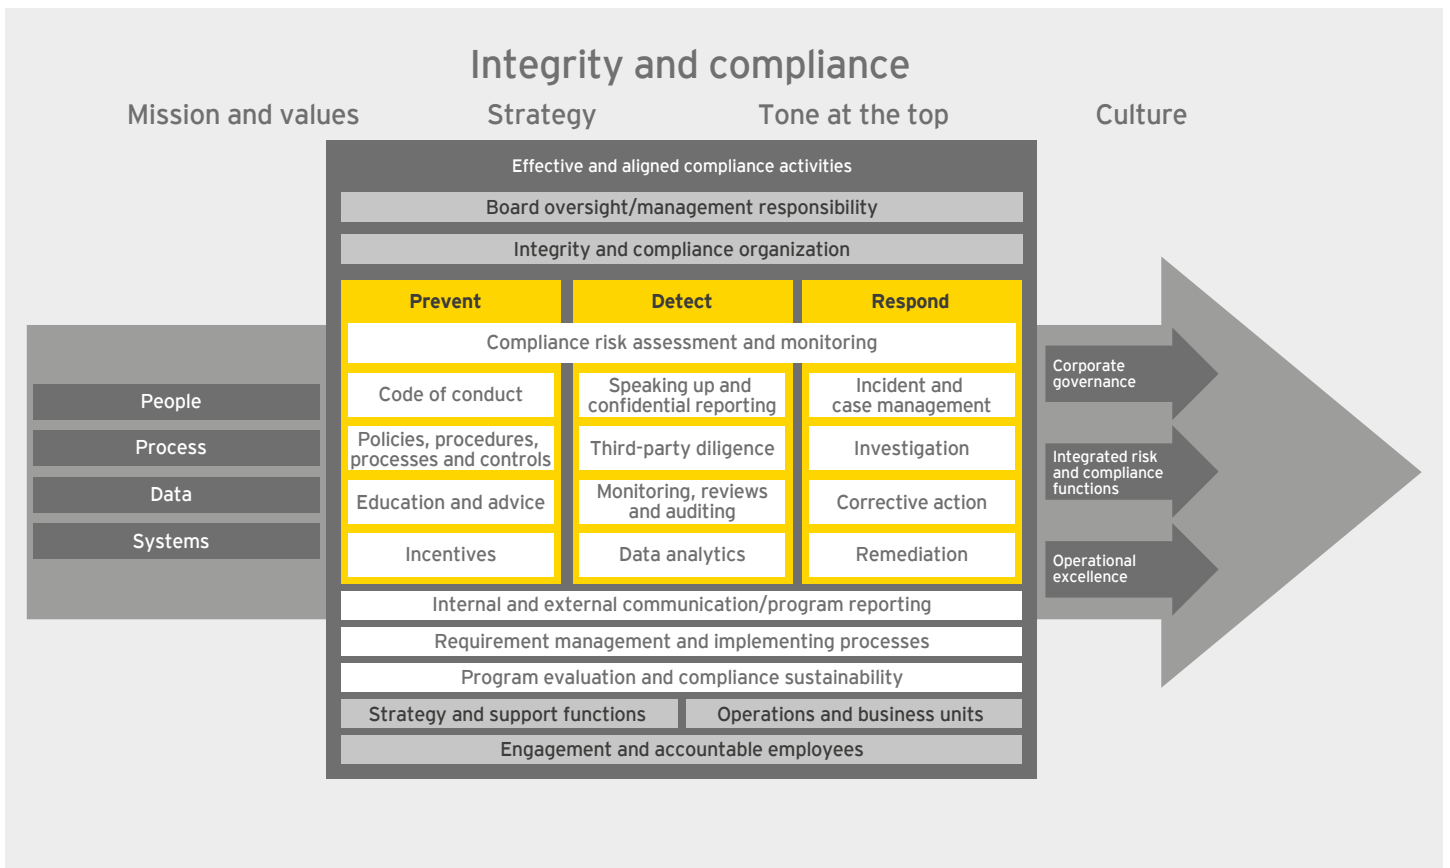 Integrity and compliance
Mission and values
Strategy
Tone at the top
Culture
Effective and aligned compliance activities
Board oversight/management responsibility
Integrity and compliance organization
Prevent
Detect
Respond
Compliance risk assessment and monitoring
People
Process
Data
Systems
Code of conduct
Policies, procedures,
processes and controls
Education and advice
Incentives
Speaking up and
confidential reporting
Third-party diligence
Monitoring, reviews
and auditing
Data analytics
Incident and
case management
Investigation
Corrective action
Remediation
Corporate
governance
Integrated risk
and compliance
functions
Operational
excellence
Internal and external communication/program reporting
Requirement management and implementing processes
Program evaluation and compliance sustainability
Strategy and support functions
Operations and business units
Engagement and accountable employees